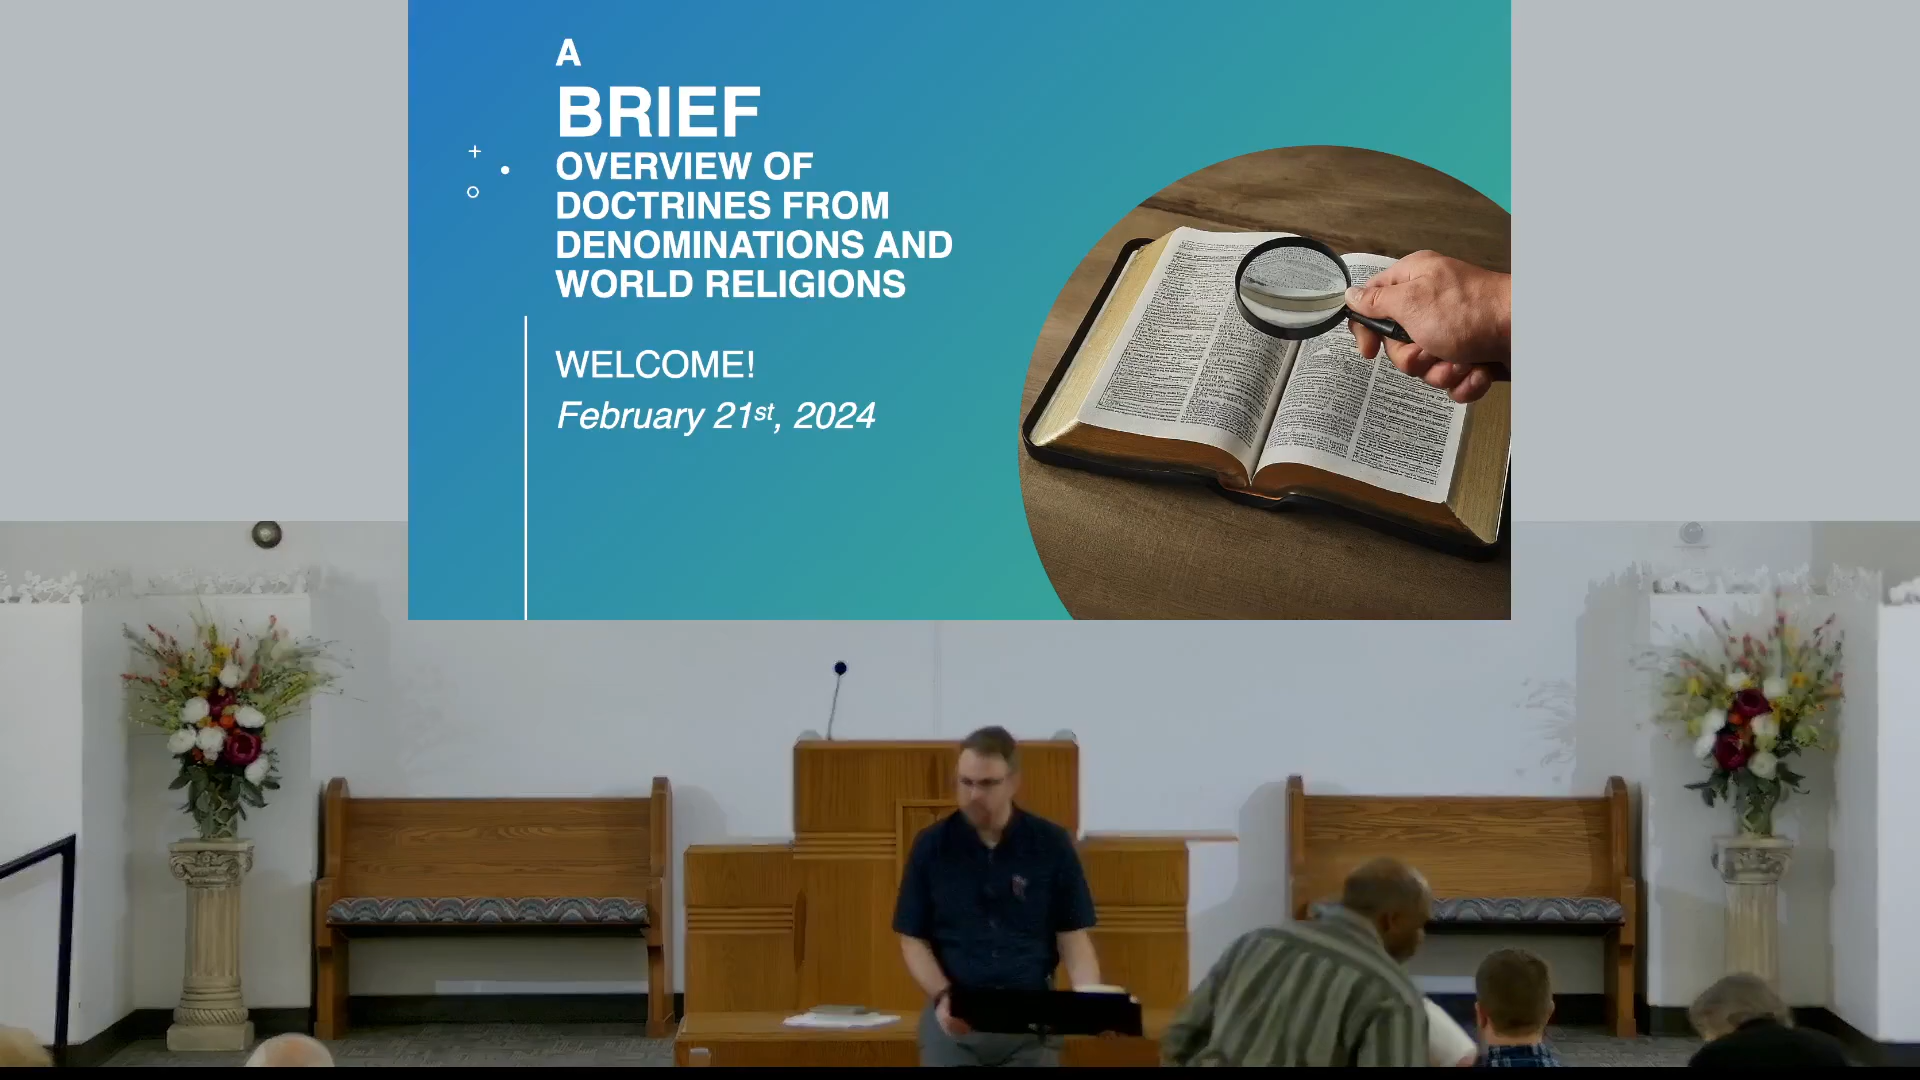 A
BRIEF
OVERVIEW OF
DOCTRINES FROM
DENOMINATIONS AND
WORLD RELIGIONS
WELCOME!
February 21st, 2024